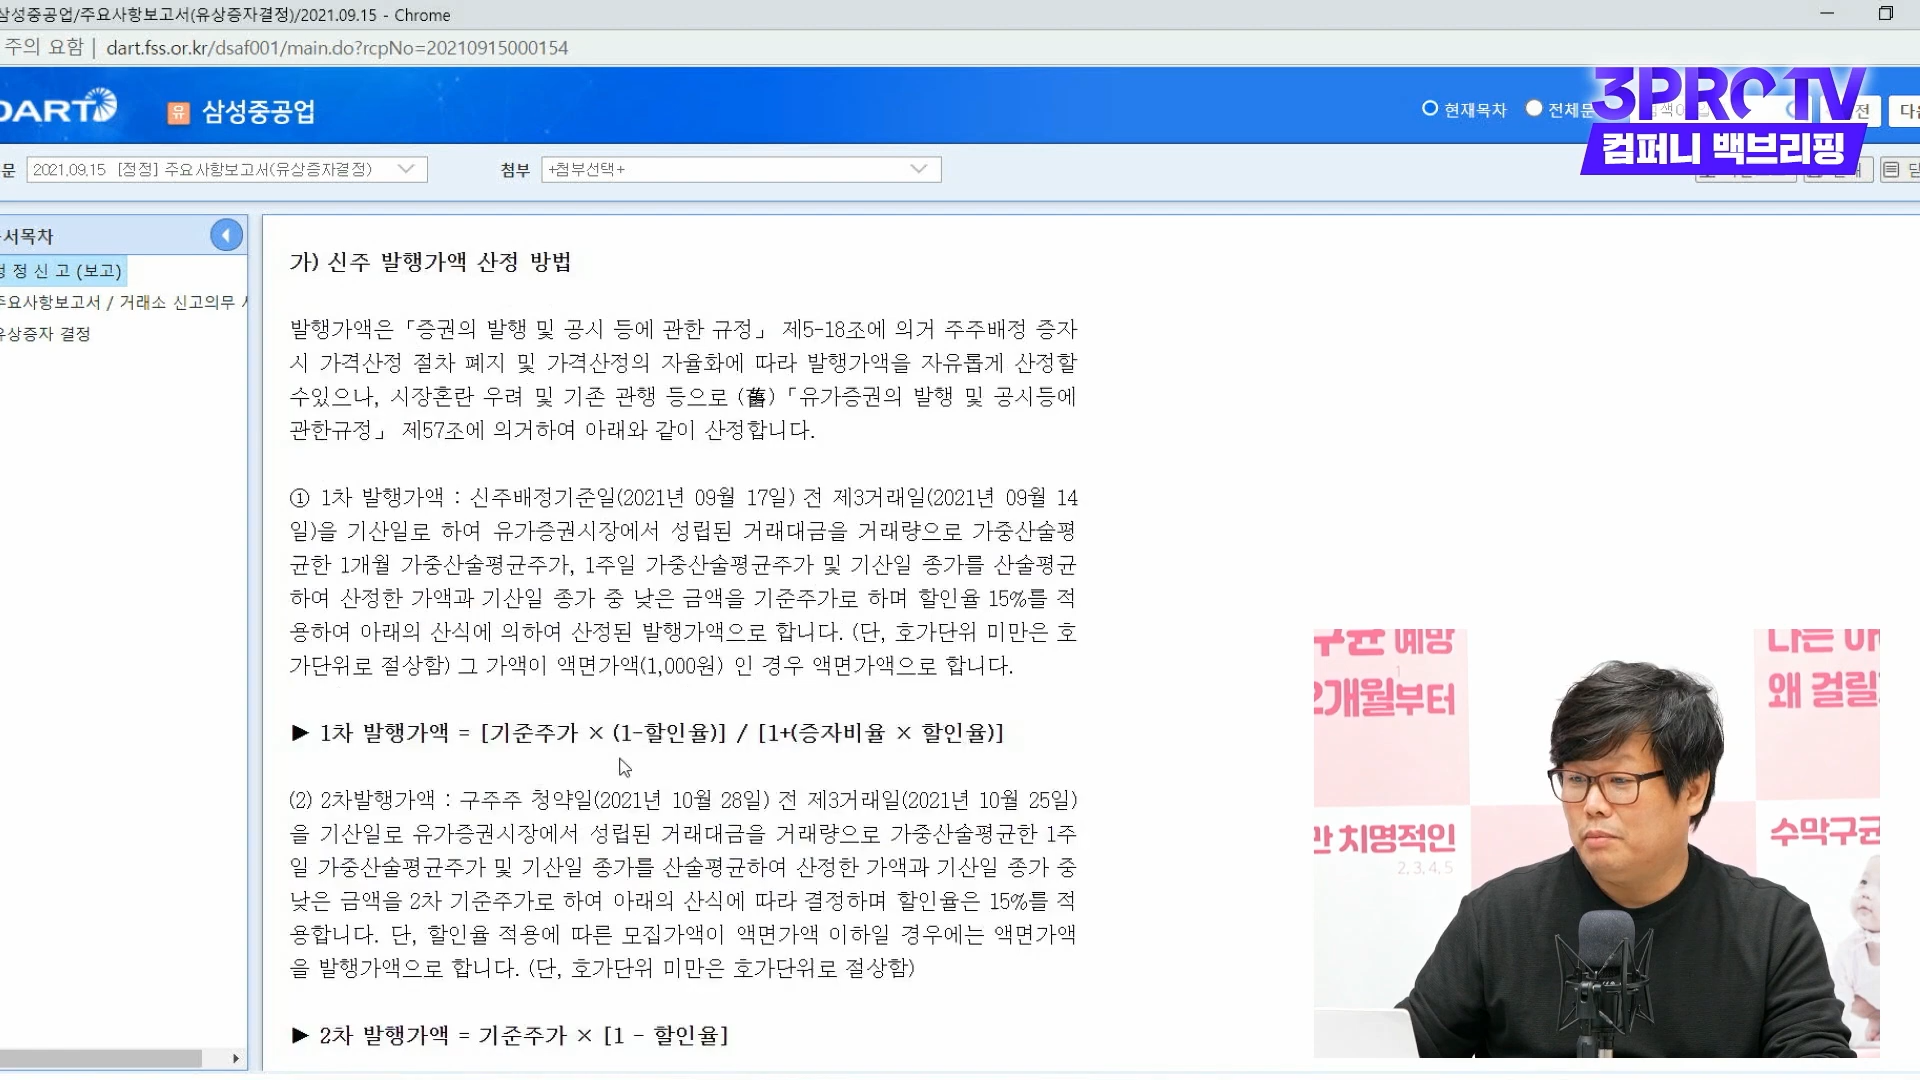 삼성중공업/주요사항보고서(유상증자결정)/2021.09.15 - Chrome
주의 요함 | dart.fss.or.kr/dsaf001/main.do?rcpNo=20210915000154
3PROTV
컴퍼니 백브리핑
DART
유 삼성중공업
현재목차
2021.09.15 [정정] 주요사항보고서(유상증자결정)
첨부 +첨부선택+
서목차
정 정 신 고 (보고)
주요사항보고서 / 거래소 신고의무
유상증자 결정
가) 신주 발행가액 산정 방법
발행가액은「증권의 발행 및 공시 등에 관한 규정」 제5-18조에 의거 주주배정 증자
시 가격산정 절차 폐지 및 가격산정의 자율화에 따라 발행가액을 자유롭게 산정할
수있으나, 시장혼란 우려 및 기존 관행 등으로 (舊)「유가증권의 발행 및 공시등에
관한규정」 제57조에 의거하여 아래와 같이 산정합니다.
① 1차 발행가액 : 신주배정기준일(2021년 09월 17일) 전 제3거래일(2021년 09월 14
일)을 기산일로 하여 유가증권시장에서 성립된 거래대금을 거래량으로 가중산술평
균한 1개월 가중산술평균주가, 1주일 가중산술평균주가 및 기산일 종가를 산술평균
하여 산정한 가액과 기산일 종가 중 낮은 금액을 기준주가로 하며 할인율 15%를 적
용하여 아래의 산식에 의하여 산정된 발행가액으로 합니다. (단, 호가단위 미만은 호
가단위로 절상함) 그 가액이 액면가액(1,000원) 인 경우 액면가액으로 합니다.
▶ 1차 발행가액 = [기준주가 × (1-할인율)] / [1+(증자비율 × 할인율)]
(2) 2차발행가액 : 구주주 청약일(2021년 10월 28일) 전 제3거래일(2021년 10월 25일)
을 기산일로 유가증권시장에서 성립된 거래대금을 거래량으로 가중산술평균한 1주
일 가중산술평균주가 및 기산일 종가를 산술평균하여 산정한 가액과 기산일 종가 중
낮은 금액을 2차 기준주가로 하여 아래의 산식에 따라 결정하며 할인율은 15%를 적
용합니다. 단, 할인율 적용에 따른 모집가액이 액면가액 이하일 경우에는 액면가액
을 발행가액으로 합니다. (단, 호가단위 미만은 호가단위로 절상함)
▶ 2차 발행가액 = 기준주가 × [1 - 할인율]
구균 예방
2개월부터
나는
왜 걸릴
치명적인
2,3,4,5
수막구균